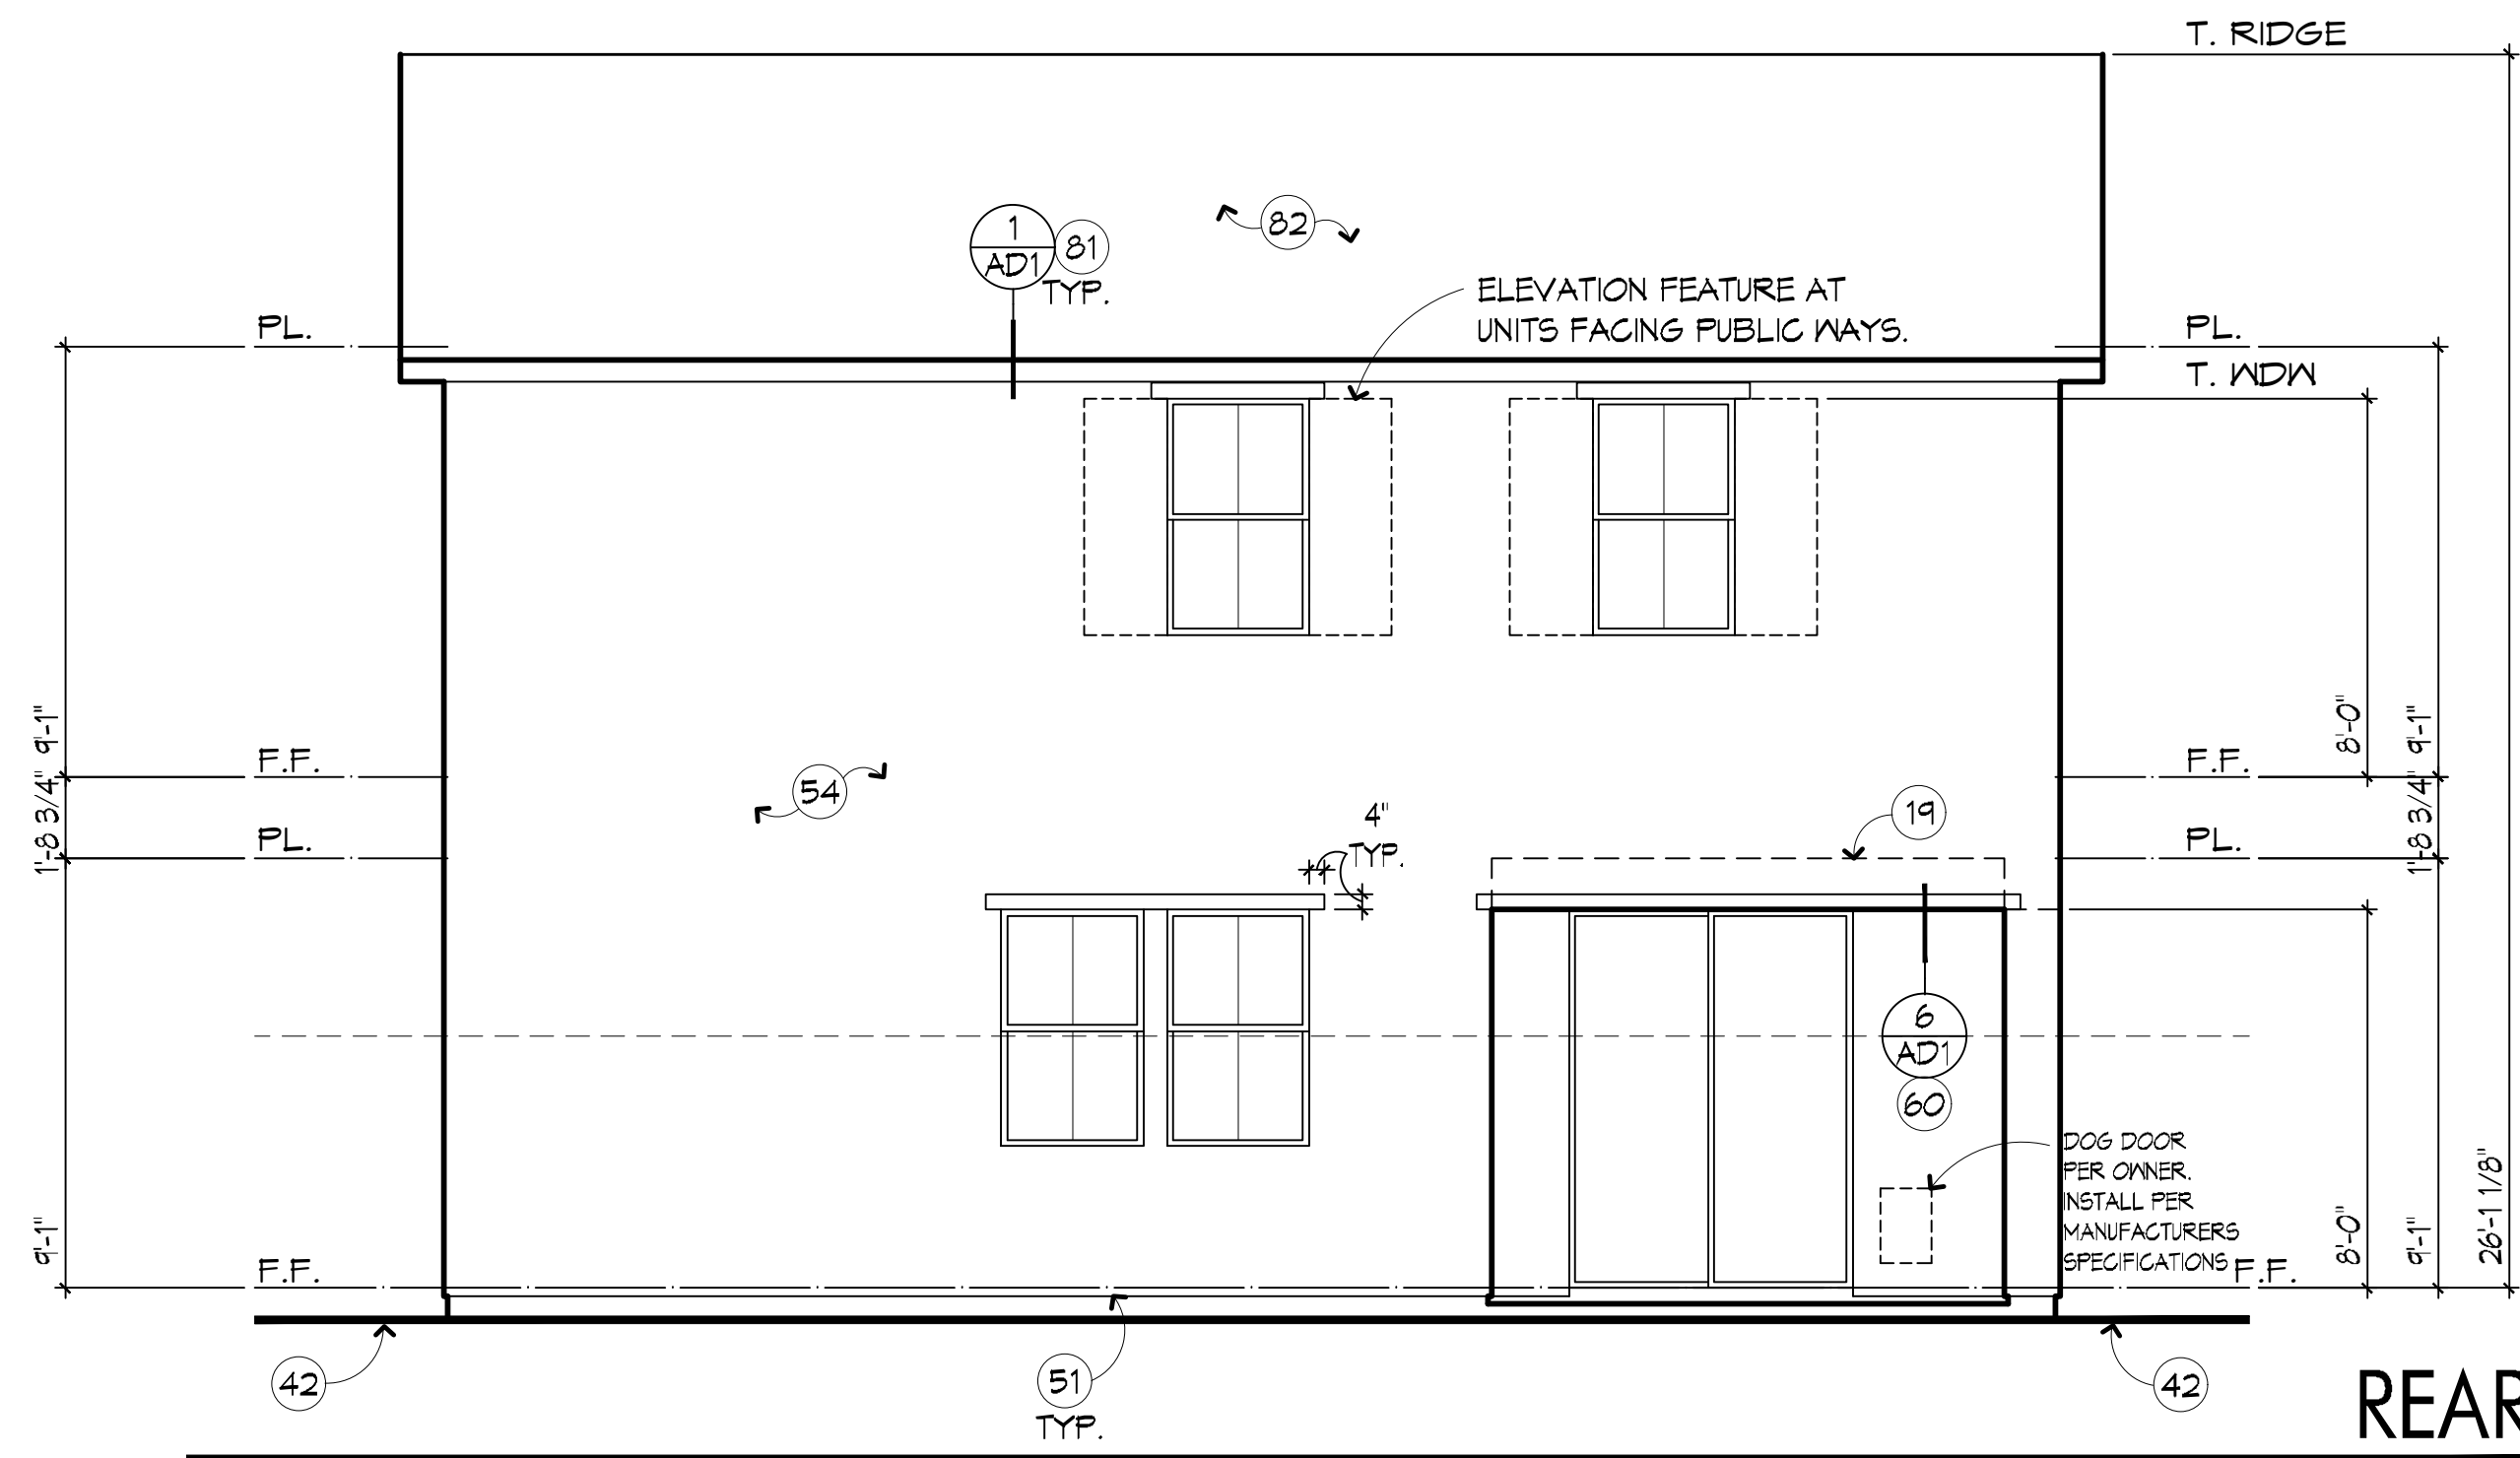 T. RIDGE
82
1
AD1
81
TYP.
ELEVATION FEATURE AT
UNITS FACING PUBLIC WAYS.
PL.
PL.
T. WDW
9'-1"
8'-0"
9'-1"
F.F.
F.F.
1'-8 3/4"
1'-8 3/4"
54
4"
TYP.
19
PL.
PL.
6
AD1
60
DOG DOOR
PER OWNER.
INSTALL PER
MANUFACTURERS
SPECIFICATIONS
9'-1"
8'-0"
9'-1"
26'-1 1/8"
F.F.
F.F.
42
51
TYP.
42
REAR